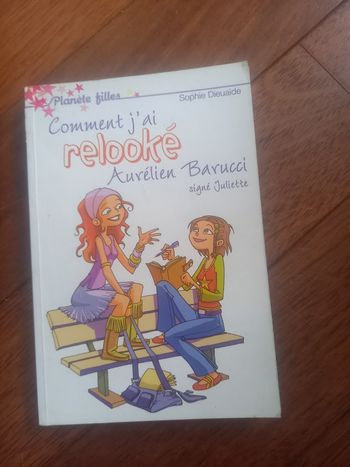 Planète filles
Sophie Dieuaide
Comment j'ai
relooké
Aurélien Barucci
signé Juliette